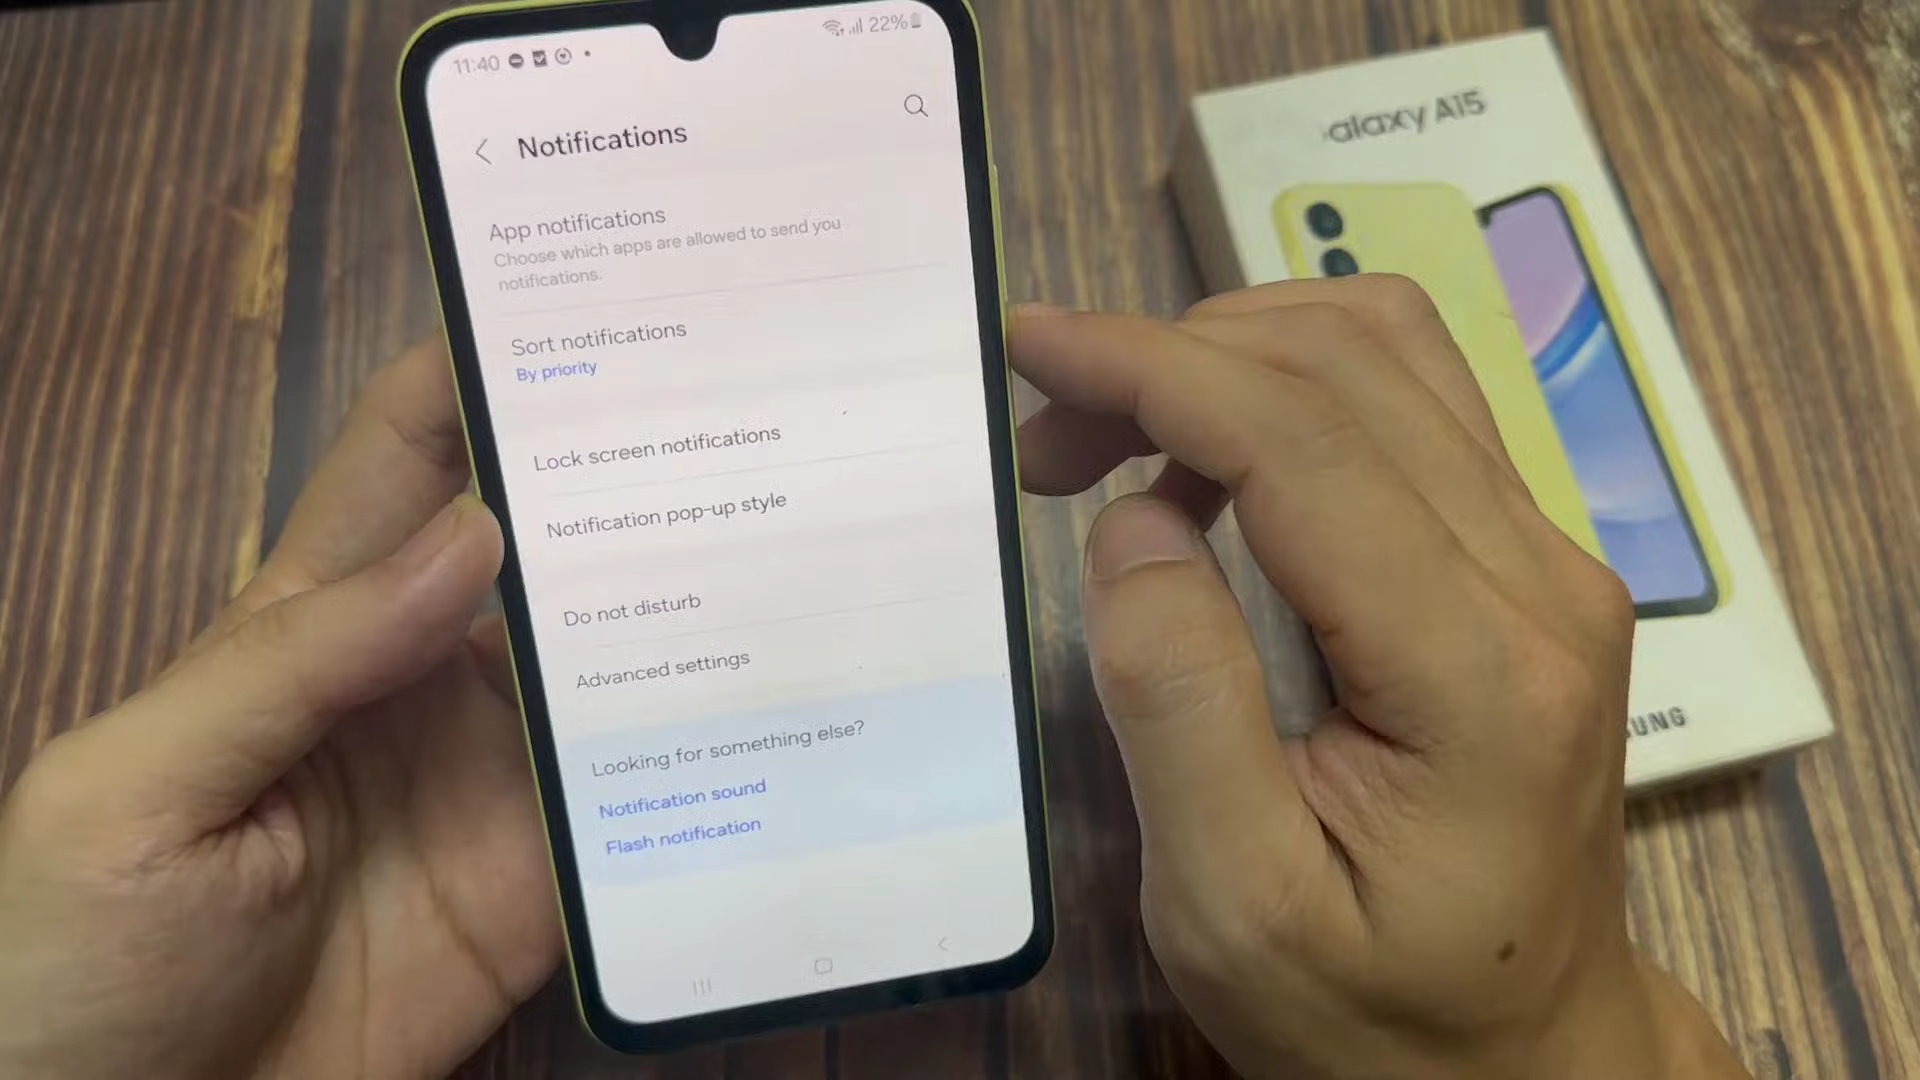 11:40
22%
Notifications
App notifications
Choose which apps are allowed to send you
notifications.
Sort notifications
By priority
Lock screen notifications
Notification pop-up style
Do not disturb
Advanced settings
Looking for something else?
Notification sound
Flash notification
alaxy A15
UNG